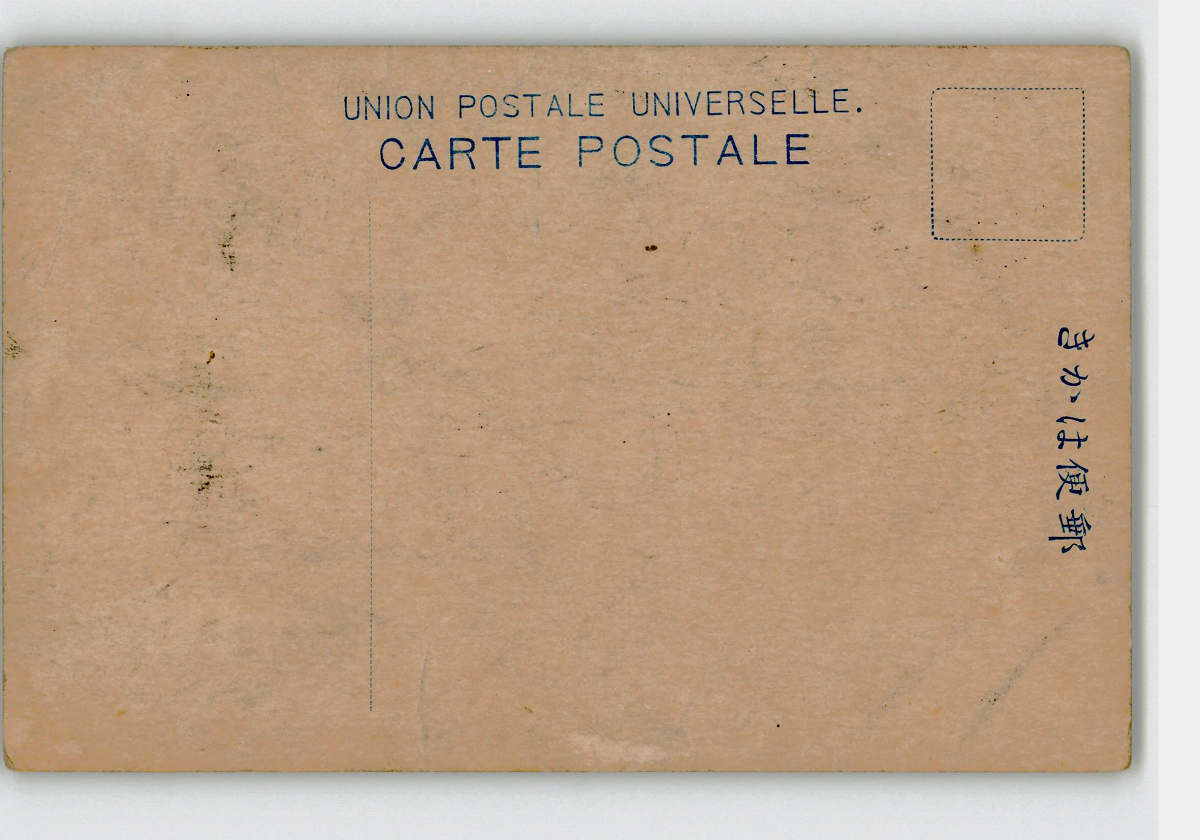 UNION POSTALE UNIVERSELLE.
CARTE POSTALE
郵便はかき